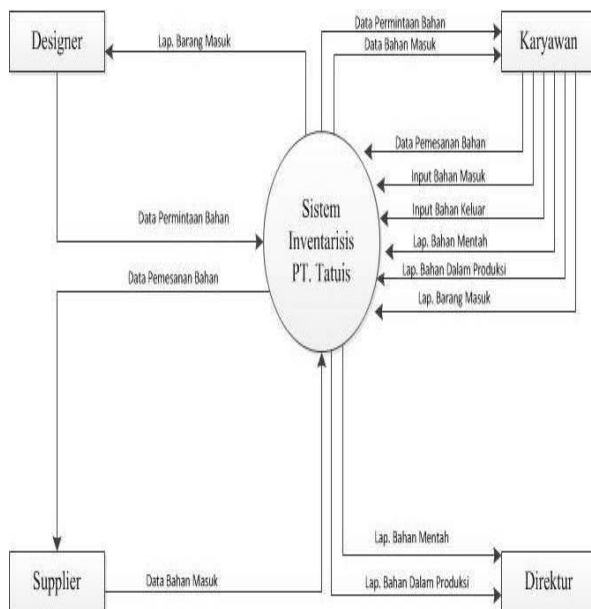 Designer
Lap. Barang Masuk
Data Permintaan Bahan
Data Bahan Masuk
Karyawan
Data Pemesanan Bahan
Input Bahan Masuk
Input Bahan Keluar
Lap. Bahan Mentah
Lap. Bahan Dalam Produksi
Lap. Barang Masuk
Sistem
Inventarisis
PT. Tatuis
Data Permintaan Bahan
Data Pemesanan Bahan
Supplier
Data Bahan Masuk
Lap. Bahan Mentah
Lap. Bahan Dalam Produksi
Direktur